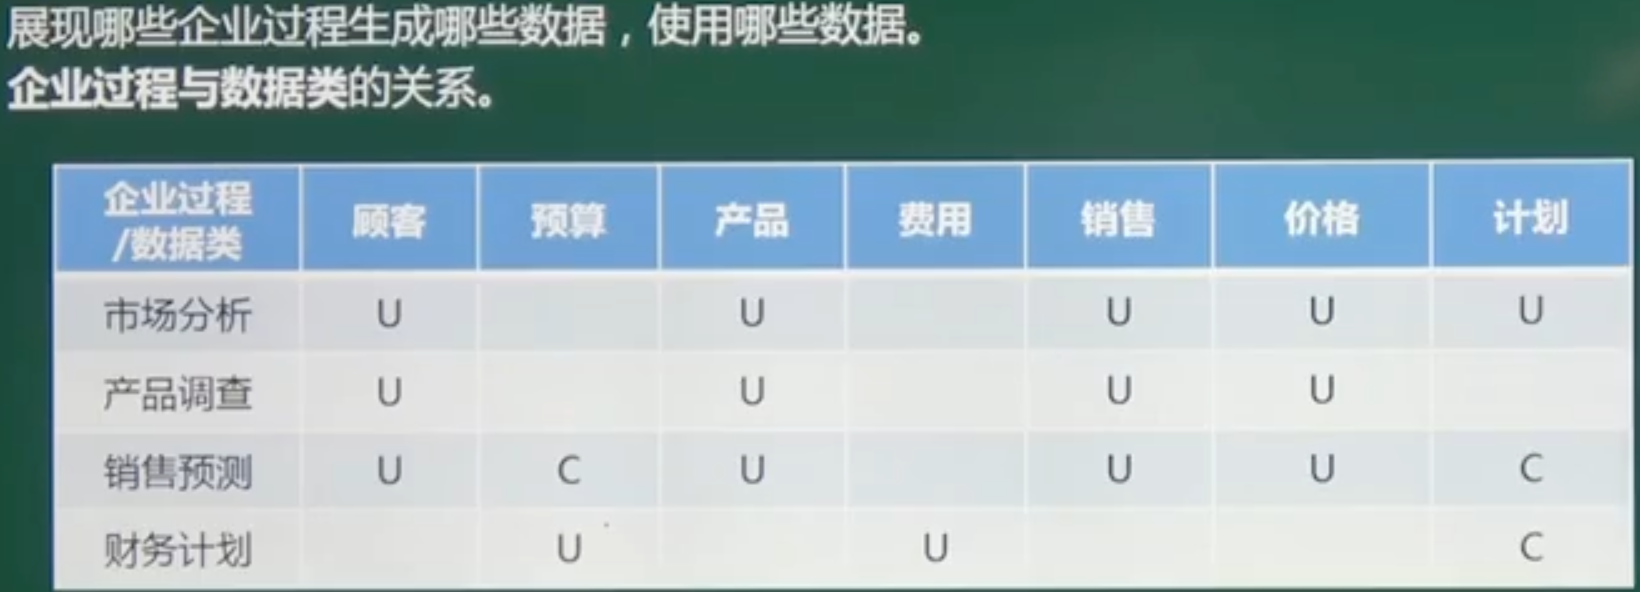 展现哪些企业过程生成哪些数据，使用哪些数据。
企业过程与数据类的关系。
企业过程/数据类 顾客 预算 产品 费用 销售 价格 计划
市场分析 U U U U U
产品调查 U U U U
销售预测 U C U U U C
财务计划 U U C